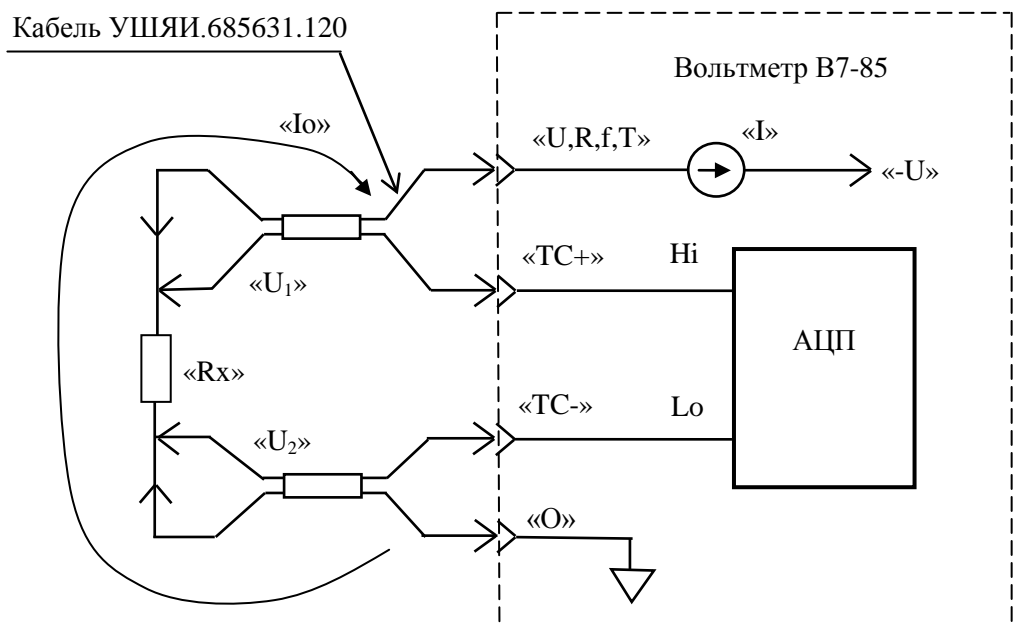 Кабель УШЯИ.685631.120
Вольтметр В7-85
«Io»
«U,R,f,T»
«I»
«-U»
«U₁»
«TC+»
Hi
АЦП
«Rx»
«TC-»
Lo
«U₂»
«O»